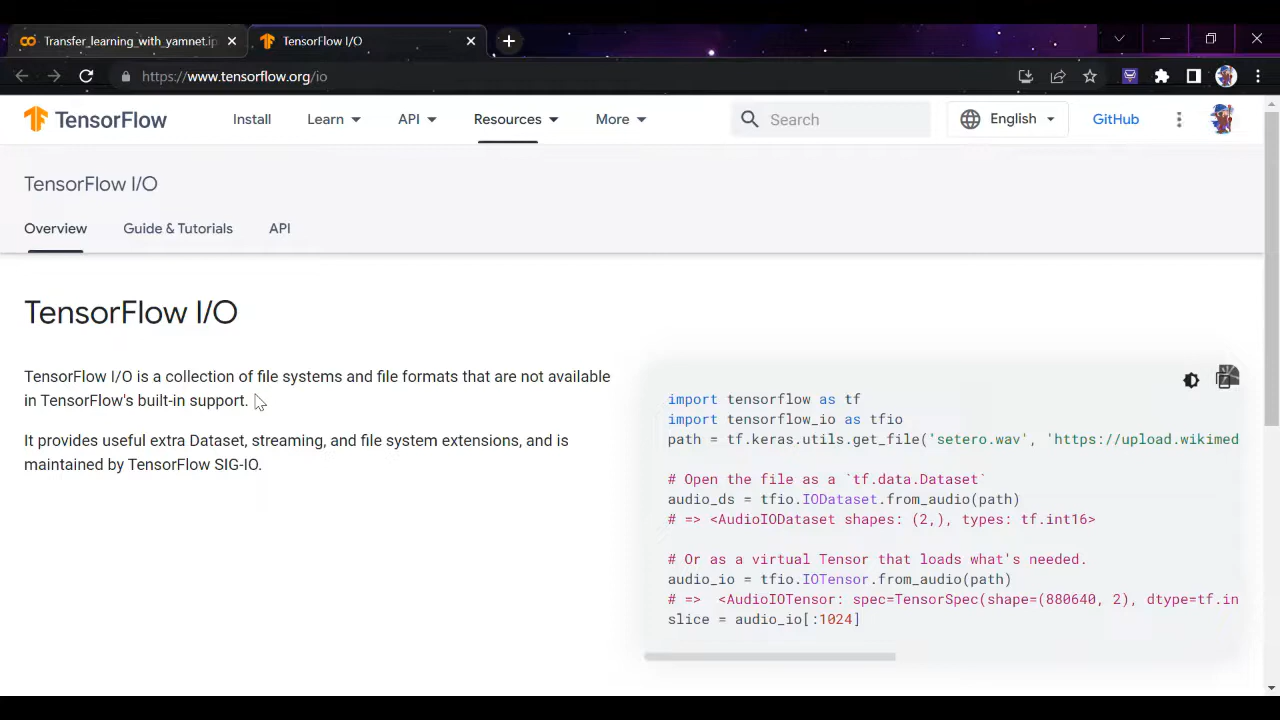 Transfer_learning_with_yamnet.ip
TensorFlow I/O
https://www.tensorflow.org/io
TensorFlow
Install
Learn
API
Resources
More
Search
English
GitHub
TensorFlow I/O
Overview
Guide & Tutorials
API
TensorFlow I/O
TensorFlow I/O is a collection of file systems and file formats that are not available
in TensorFlow's built-in support.
It provides useful extra Dataset, streaming, and file system extensions, and is
maintained by TensorFlow SIG-IO.
import tensorflow as tf
import tensorflow_io as tfio
path = tf.keras.utils.get_file('setero.wav', 'https://upload.wikimed
# Open the file as a `tf.data.Dataset`
audio_ds = tfio.IODataset.from_audio(path)
# => <AudioIODataset shapes: (2,), types: tf.int16>
# Or as a virtual Tensor that loads what's needed.
audio_io = tfio.IOTensor.from_audio(path)
# =>  <AudioIOTensor: spec=TensorSpec(shape=(880640, 2), dtype=tf.in
slice = audio_io[:1024]